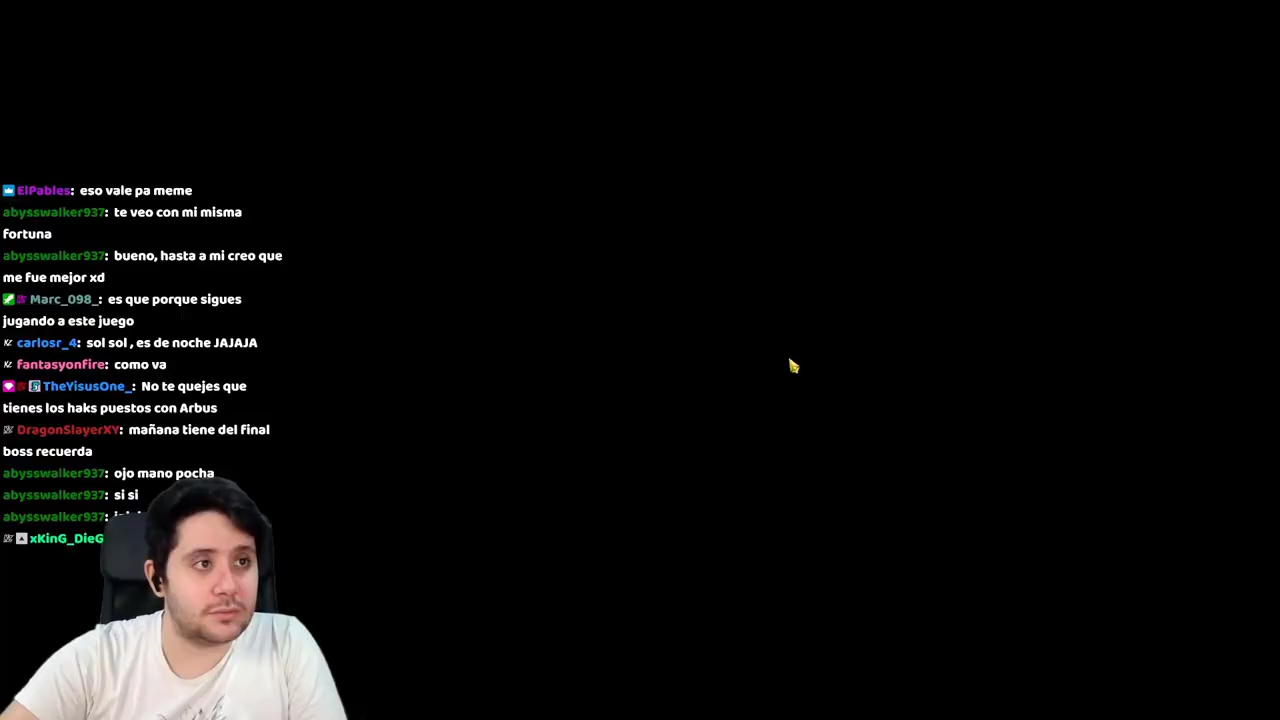 ElPables: eso vale pa meme
abysswalker937: te veo con mi misma
fortuna
abysswalker937: bueno, hasta a mi creo que
me fue mejor xd
Marc_098_: es que porque sigues
jugando a este juego
carlosr_4: sol sol , es de noche JAJAJA
fantasyonfire: como va
TheYisusOne_: No te quejes que
tienes los haks puestos con Arbus
DragonSlayerXY: mañana tiene del final
boss recuerda
abysswalker937: ojo mano pocha
abysswalker937: si si
abysswalker937:
xKinG_DieG